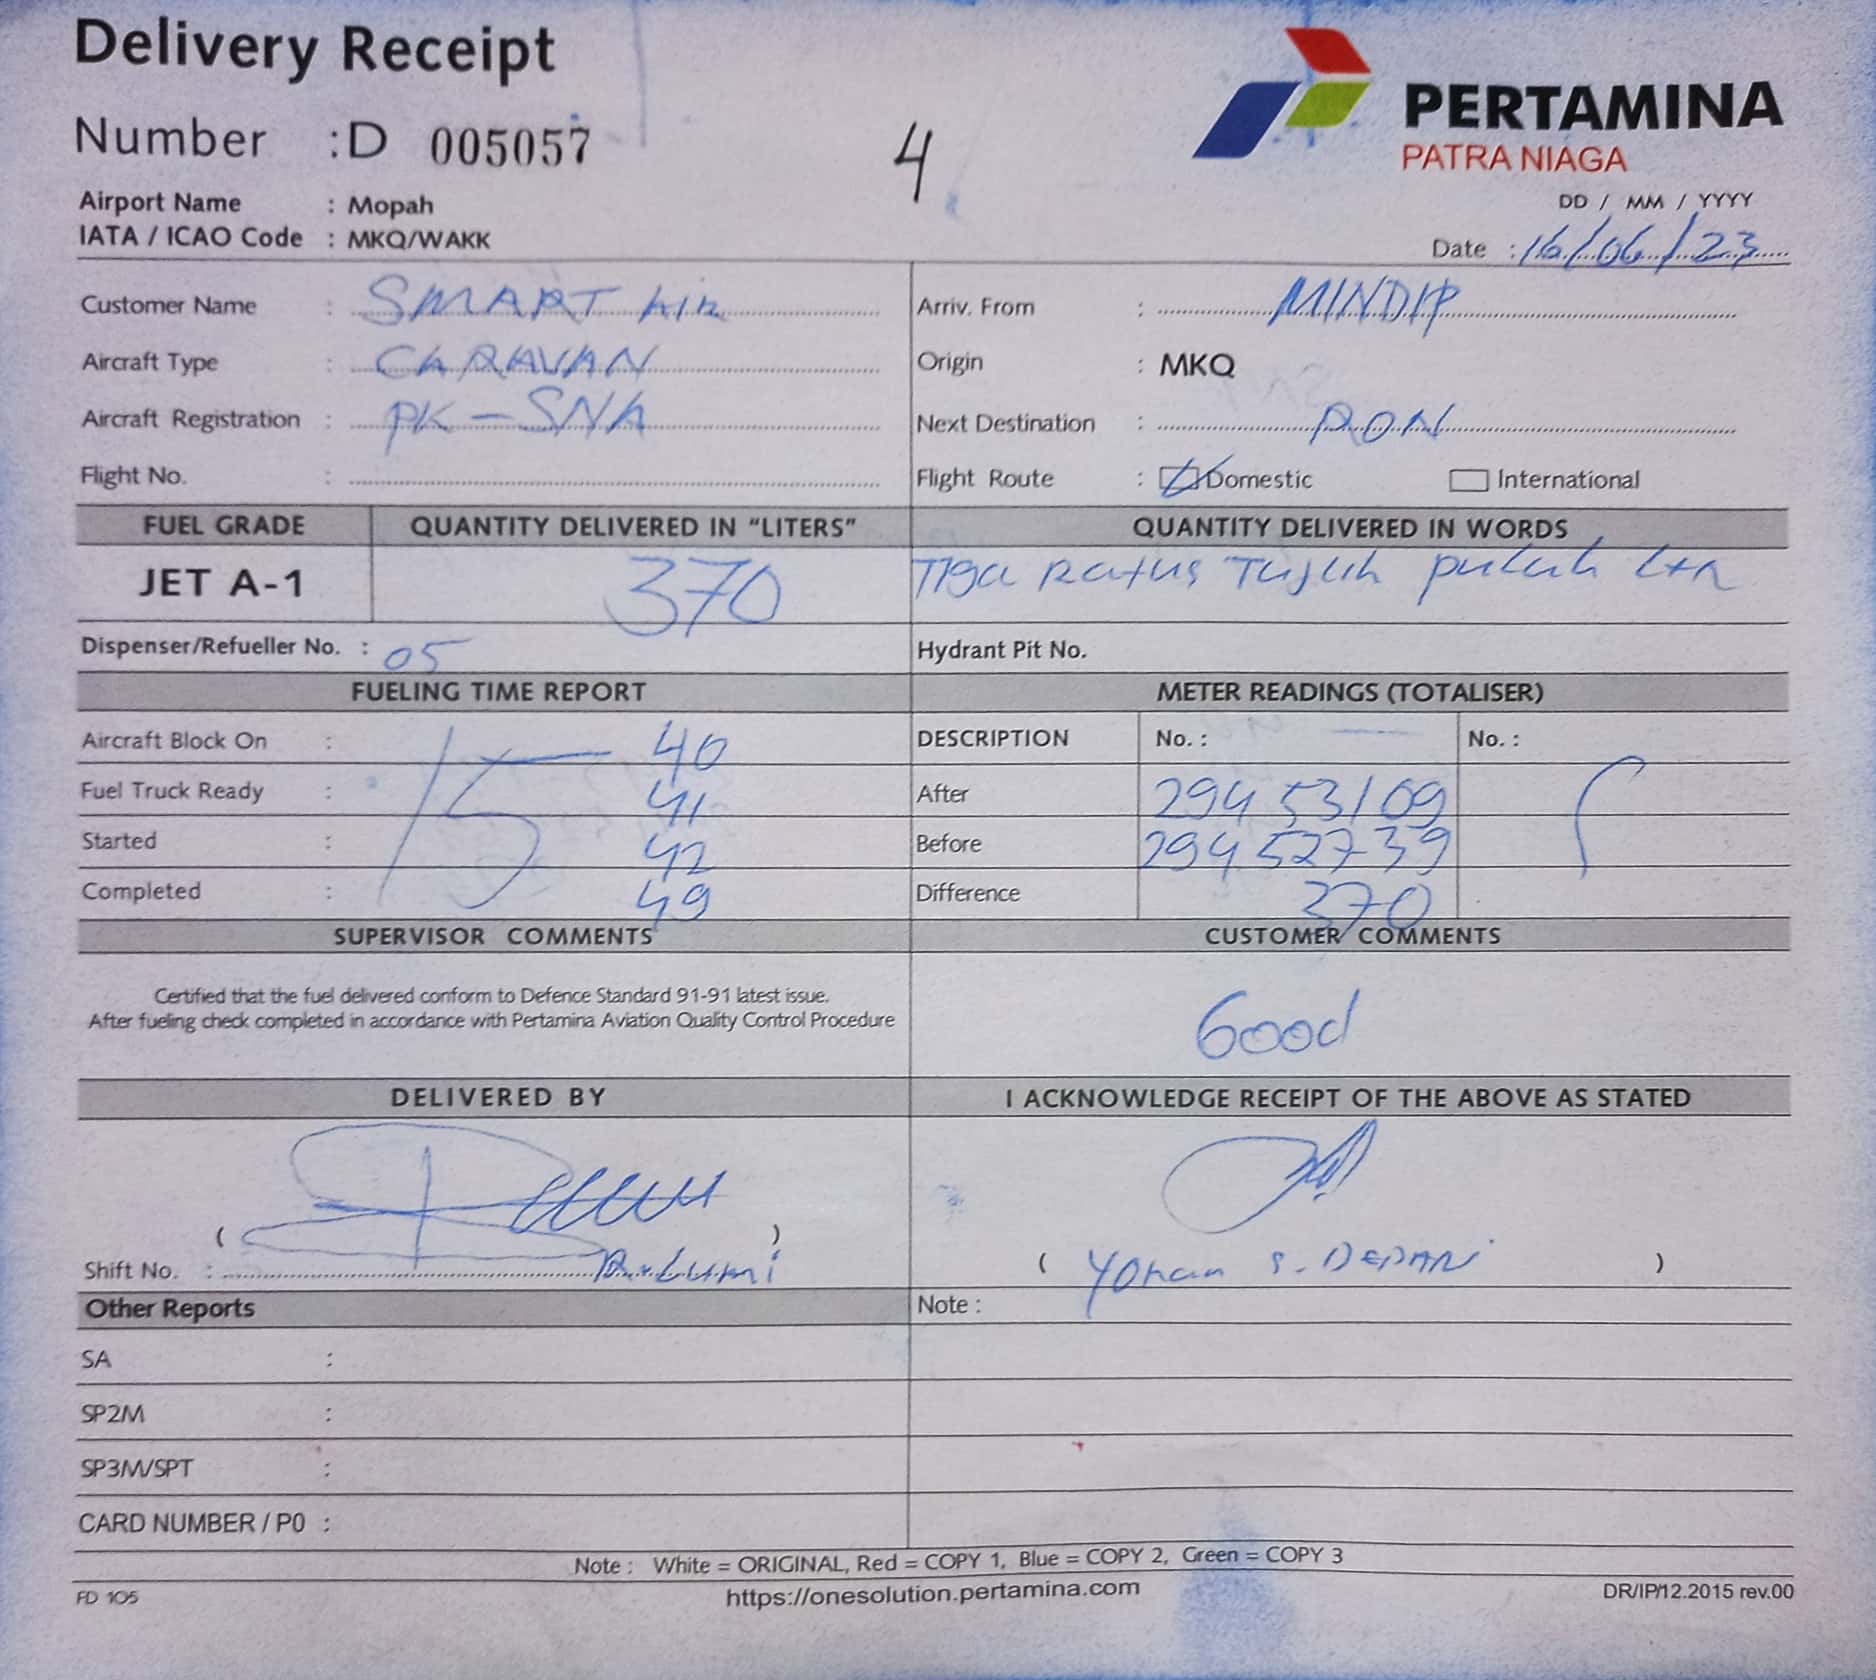 Delivery Receipt
Number : D 005057
4
PERTAMINA
PATRA NIAGA
Airport Name : Mopah
IATA / ICAO Code : MKQ/WAKK
DD / MM / YYYY
Date : 16/06/23
Customer Name : SMART AIR
Arriv. From : MINDIP
Aircraft Type : CARAVAN
Origin : MKQ
Aircraft Registration : PK-SNA
Next Destination : RON
Flight No. :
Flight Route : Domestic International
FUEL GRADE QUANTITY DELIVERED IN "LITERS" QUANTITY DELIVERED IN WORDS
JET A-1 370 Tiga Ratus Tujuh puluh Ltr
Dispenser/Refueller No. : 05 Hydrant Pit No.
FUELING TIME REPORT METER READINGS (TOTALISER)
Aircraft Block On : 15 40 DESCRIPTION No. : — No. :
Fuel Truck Ready : 41 After 29453109
Started : 42 Before 29452739
Completed : 49 Difference 370
SUPERVISOR COMMENTS CUSTOMER COMMENTS
Certified that the fuel delivered conform to Defence Standard 91-91 latest issue.
After fueling check completed in accordance with Pertamina Aviation Quality Control Procedure
Good
DELIVERED BY I ACKNOWLEDGE RECEIPT OF THE ABOVE AS STATED
( )
Shift No. :
( Yohan S. )
Other Reports Note :
SA :
SP2M :
SP3M/SPT :
CARD NUMBER / P0 :
Note : White = ORIGINAL, Red = COPY 1, Blue = COPY 2, Green = COPY 3
FD 105 https://onesolution.pertamina.com DR/IP/12.2015 rev.00